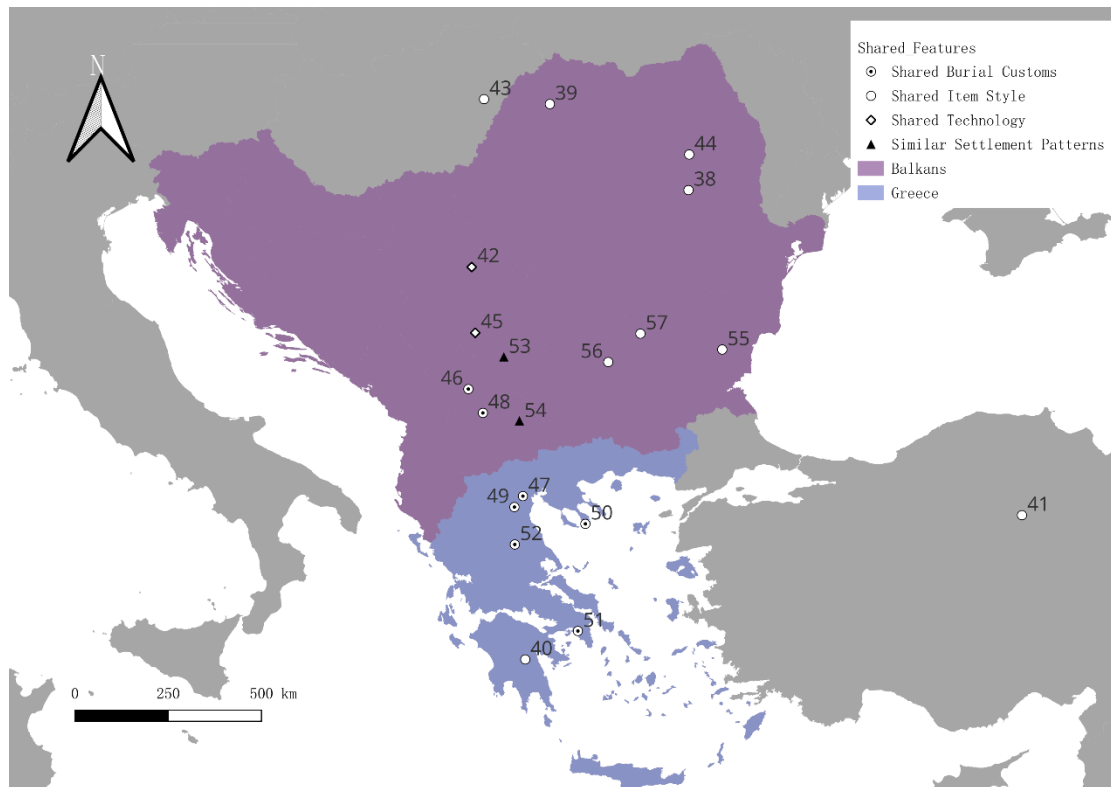 N
Shared Features
Shared Burial Customs
Shared Item Style
Shared Technology
Similar Settlement Patterns
Balkans
Greece
43
39
44
38
42
45
53
57
55
56
46
48
54
47
49
50
41
52
51
40
0 250 500 km